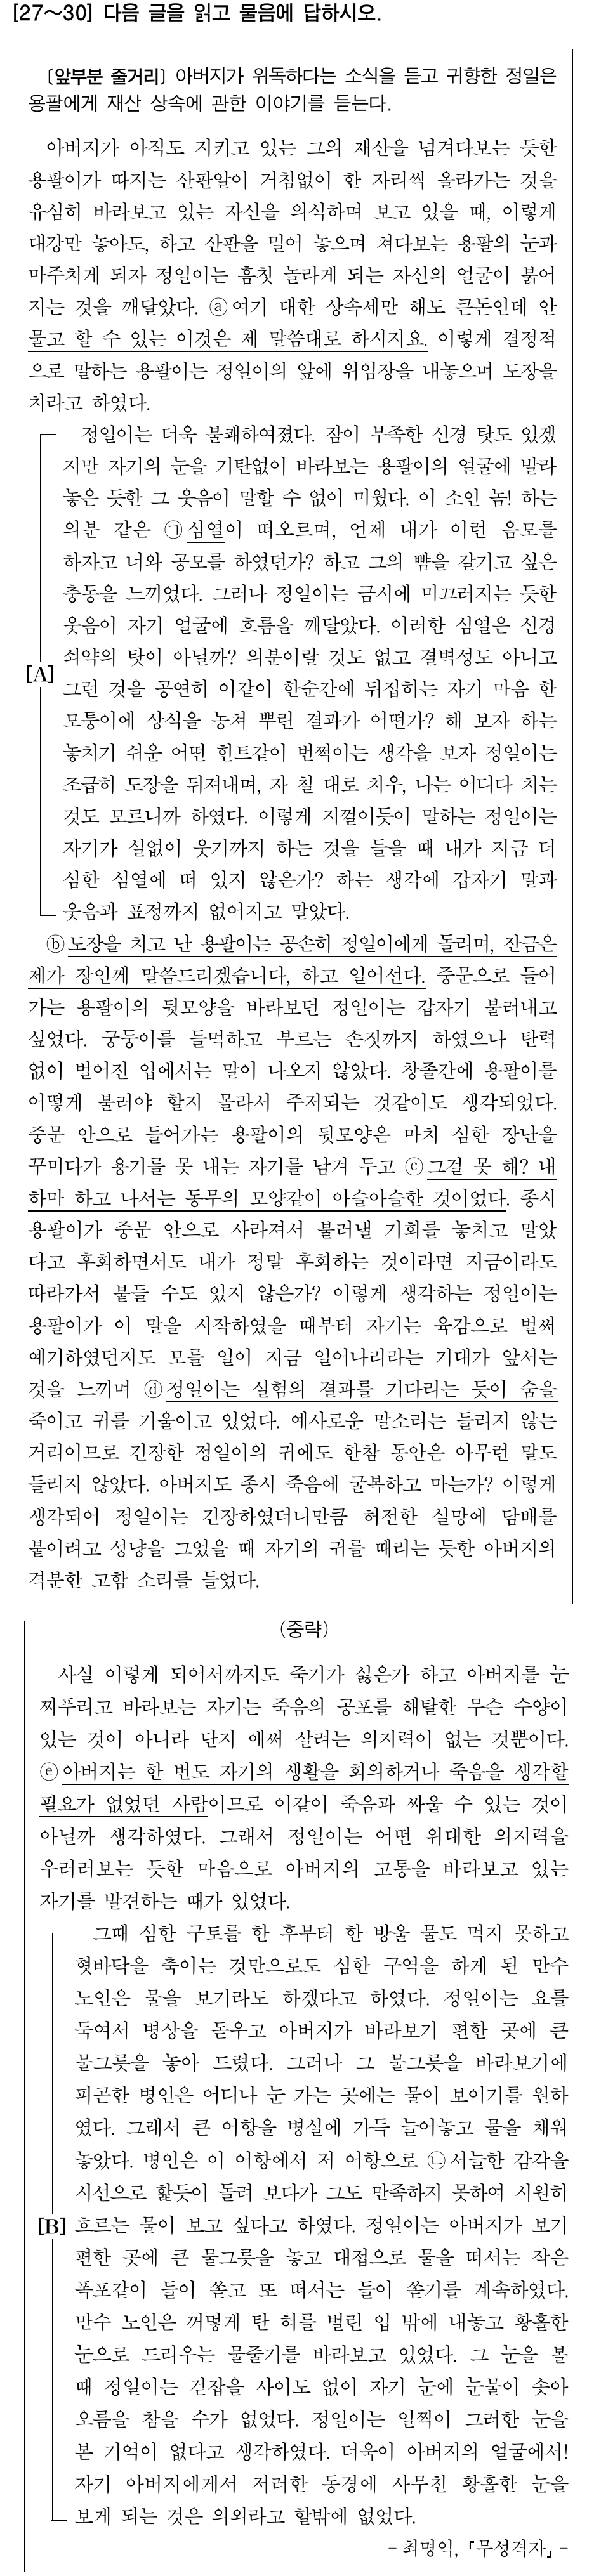 [27~30] 다음 글을 읽고 물음에 답하시오.
[앞부분 줄거리] 아버지가 위독하다는 소식을 듣고 귀향한 정일은
용팔에게 재산 상속에 관한 이야기를 듣는다.
아버지가 아직도 지키고 있는 그의 재산을 넘겨다보는 듯한
용팔이가 따지는 산판알이 거침없이 한 자리씩 올라가는 것을
유심히 바라보고 있는 자신을 의식하며 보고 있을 때, 이렇게
대강만 놓아도, 하고 산판을 밀어 놓으며 쳐다보는 용팔의 눈과
마주치게 되자 정일이는 흠칫 놀라게 되는 자신의 얼굴이 붉어
지는 것을 깨달았다. ⓐ여기 대한 상속세만 해도 큰돈인데 안
물고 할 수 있는 이것은 제 말씀대로 하시지요. 이렇게 결정적
으로 말하는 용팔이는 정일이의 앞에 위임장을 내놓으며 도장을
치라고 하였다.
정일이는 더욱 불쾌하여졌다. 잠이 부족한 신경 탓도 있겠
지만 자기의 눈을 기탄없이 바라보는 용팔이의 얼굴에 발라
놓은 듯한 그 웃음이 말할 수 없이 미웠다. 이 소인 놈! 하는
의분 같은 ㉠심열이 떠오르며, 언제 내가 이런 음모를
하자고 너와 공모를 하였던가? 하고 그의 뺨을 갈기고 싶은
충동을 느끼었다. 그러나 정일이는 금시에 미끄러지는 듯한
웃음이 자기 얼굴에 흐름을 깨달았다. 이러한 심열은 신경
쇠약의 탓이 아닐까? 의분이랄 것도 없고 결벽성도 아니고
[A] 그런 것을 공연히 이같이 한순간에 뒤집히는 자기 마음 한
모퉁이에 상식을 놓쳐 뿌린 결과가 어떤가? 해 보자 하는
놓치기 쉬운 어떤 힌트같이 번쩍이는 생각을 보자 정일이는
조급히 도장을 뒤져내며, 자 칠 대로 치우, 나는 어디다 치는
것도 모르니까 하였다. 이렇게 지껄이듯이 말하는 정일이는
자기가 실없이 웃기까지 하는 것을 들을 때 내가 지금 더
심한 심열에 떠 있지 않은가? 하는 생각에 갑자기 말과
웃음과 표정까지 없어지고 말았다.
ⓑ도장을 치고 난 용팔이는 공손히 정일이에게 돌리며, 잔금은
제가 장인께 말씀드리겠습니다, 하고 일어선다. 중문으로 들어
가는 용팔이의 뒷모양을 바라보던 정일이는 갑자기 불러내고
싶었다. 궁둥이를 들먹하고 부르는 손짓까지 하였으나 탄력
없이 벌어진 입에서는 말이 나오지 않았다. 창졸간에 용팔이를
어떻게 불러야 할지 몰라서 주저되는 것같이도 생각되었다.
중문 안으로 들어가는 용팔이의 뒷모양은 마치 심한 장난을
꾸미다가 용기를 못 내는 자기를 남겨 두고 ⓒ그걸 못 해? 내
하마 하고 나서는 동무의 모양같이 아슬아슬한 것이었다. 종시
용팔이가 중문 안으로 사라져서 불러낼 기회를 놓치고 말았
다고 후회하면서도 내가 정말 후회하는 것이라면 지금이라도
따라가서 붙들 수도 있지 않은가? 이렇게 생각하는 정일이는
용팔이가 이 말을 시작하였을 때부터 자기는 육감으로 벌써
예기하였던지도 모를 일이 지금 일어나리라는 기대가 앞서는
것을 느끼며 ⓓ정일이는 실험의 결과를 기다리는 듯이 숨을
죽이고 귀를 기울이고 있었다. 예사로운 말소리는 들리지 않는
거리이므로 긴장한 정일이의 귀에도 한참 동안은 아무런 말도
들리지 않았다. 아버지도 종시 죽음에 굴복하고 마는가? 이렇게
생각되어 정일이는 긴장하였더니만큼 허전한 실망에 담배를
붙이려고 성냥을 그었을 때 자기의 귀를 때리는 듯한 아버지의
격분한 고함 소리를 들었다.
(중략)
사실 이렇게 되어서까지도 죽기가 싫은가 하고 아버지를 눈
찌푸리고 바라보는 자기는 죽음의 공포를 해탈한 무슨 수양이
있는 것이 아니라 단지 애써 살려는 의지력이 없는 것뿐이다.
ⓔ아버지는 한 번도 자기의 생활을 회의하거나 죽음을 생각할
필요가 없었던 사람이므로 이같이 죽음과 싸울 수 있는 것이
아닐까 생각하였다. 그래서 정일이는 어떤 위대한 의지력을
우러러보는 듯한 마음으로 아버지의 고통을 바라보고 있는
자기를 발견하는 때가 있었다.
그때 심한 구토를 한 후부터 한 방울 물도 먹지 못하고
혓바닥을 축이는 것만으로도 심한 구역을 하게 된 만수
노인은 물을 보기라도 하겠다고 하였다. 정일이는 요를
둑여서 병상을 돋우고 아버지가 바라보기 편한 곳에 큰
물그릇을 놓아 드렸다. 그러나 그 물그릇을 바라보기에
피곤한 병인은 어디나 눈 가는 곳에는 물이 보이기를 원하
였다. 그래서 큰 어항을 병실에 가득 늘어놓고 물을 채워
놓았다. 병인은 이 어항에서 저 어항으로 ㉡서늘한 감각을
시선으로 핥듯이 돌려 보다가 그도 만족하지 못하여 시원히
[B] 흐르는 물이 보고 싶다고 하였다. 정일이는 아버지가 보기
편한 곳에 큰 물그릇을 놓고 대접으로 물을 떠서는 작은
폭포같이 들이 쏟고 또 떠서는 들이 쏟기를 계속하였다.
만수 노인은 꺼멓게 탄 혀를 벌린 입 밖에 내놓고 황홀한
눈으로 드리우는 물줄기를 바라보고 있었다. 그 눈을 볼
때 정일이는 걷잡을 사이도 없이 자기 눈에 눈물이 솟아
오름을 참을 수가 없었다. 정일이는 일찍이 그러한 눈을
본 기억이 없다고 생각하였다. 더욱이 아버지의 얼굴에서!
자기 아버지에게서 저러한 동경에 사무친 황홀한 눈을
보게 되는 것은 의외라고 할밖에 없었다.
- 최명익, 「무성격자」 -